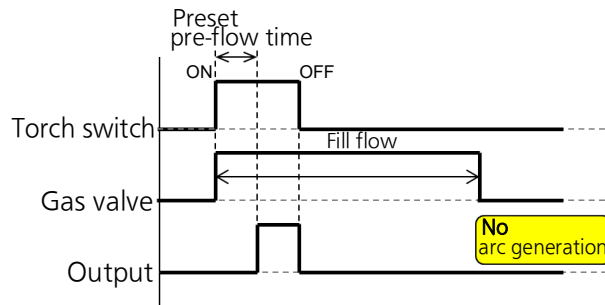 Preset
pre-flow time
ON
OFF
Torch switch
Fill flow
Gas valve
No
arc generation
Output